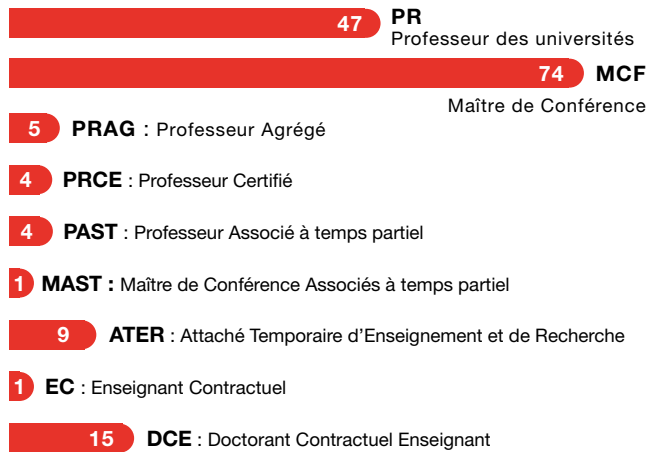 47 PR
Professeur des universités
74 MCF
Maître de Conférence
5 PRAG : Professeur Agrégé
4 PRCE : Professeur Certifié
4 PAST : Professeur Associé à temps partiel
1 MAST : Maître de Conférence Associés à temps partiel
9 ATER : Attaché Temporaire d’Enseignement et de Recherche
1 EC : Enseignant Contractuel
15 DCE : Doctorant Contractuel Enseignant